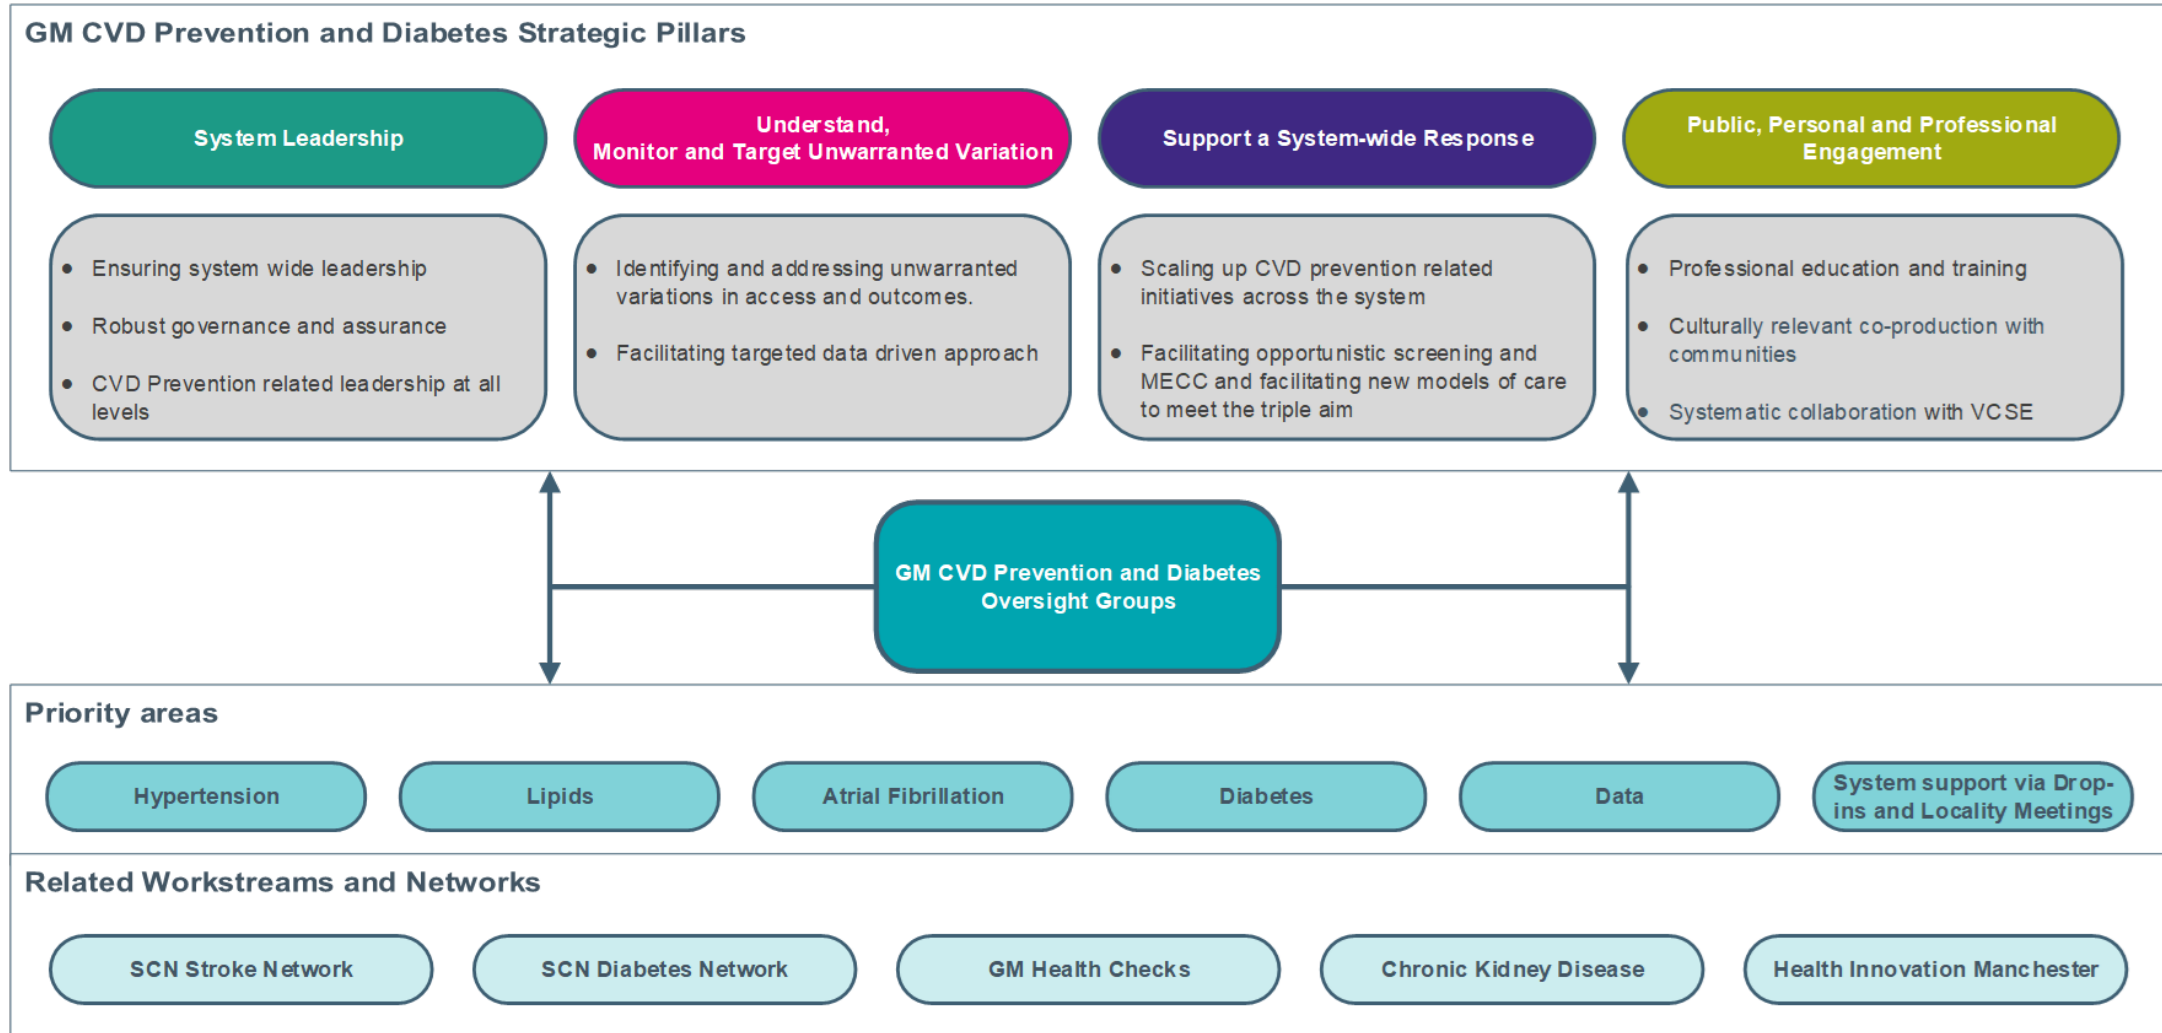 GM CVD Prevention and Diabetes Strategic Pillars
System Leadership
Understand,
Monitor and Target Unwarranted Variation
Support a System-wide Response
Public, Personal and Professional
Engagement
● Ensuring system wide leadership
● Robust governance and assurance
● CVD Prevention related leadership at all
levels
● Identifying and addressing unwarranted
variations in access and outcomes.
● Facilitating targeted data driven approach
● Scaling up CVD prevention related
initiatives across the system
● Facilitating opportunistic screening and
MECC and facilitating new models of care
to meet the triple aim
● Professional education and training
● Culturally relevant co-production with
communities
● Systematic collaboration with VCSE
GM CVD Prevention and Diabetes
Oversight Groups
Priority areas
Hypertension
Lipids
Atrial Fibrillation
Diabetes
Data
System support via Drop-
ins and Locality Meetings
Related Workstreams and Networks
SCN Stroke Network
SCN Diabetes Network
GM Health Checks
Chronic Kidney Disease
Health Innovation Manchester